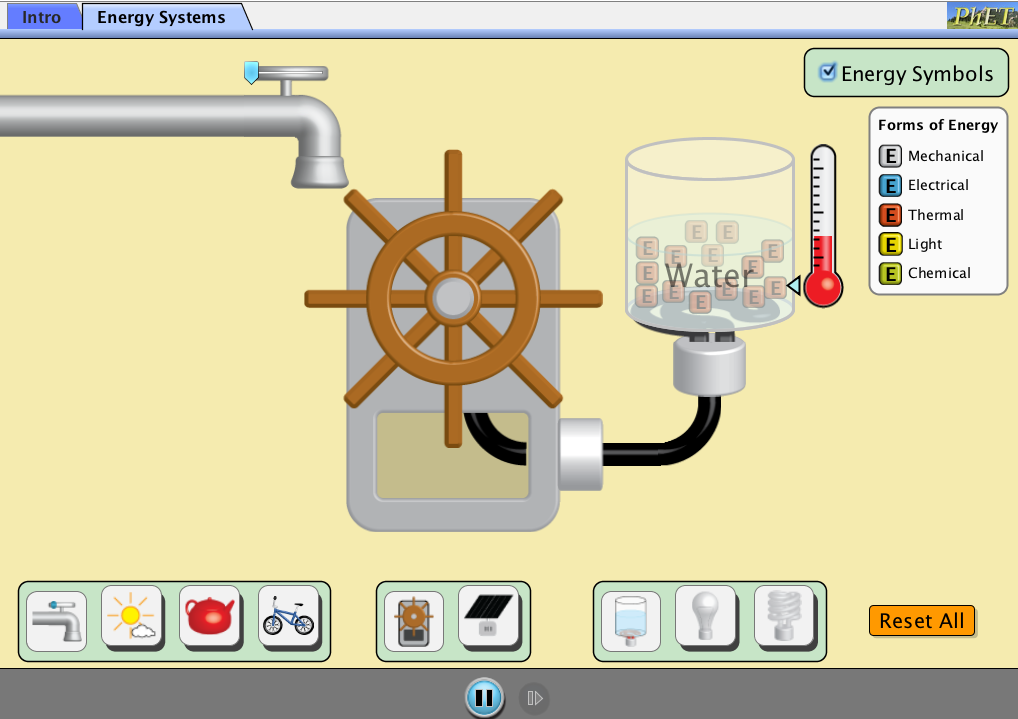 Intro
Energy Systems
PhET
Energy Symbols
Forms of Energy
E Mechanical
E Electrical
E Thermal
E Light
E Chemical
E E
E E E E
E E
E E E E
E E
Water
Reset All